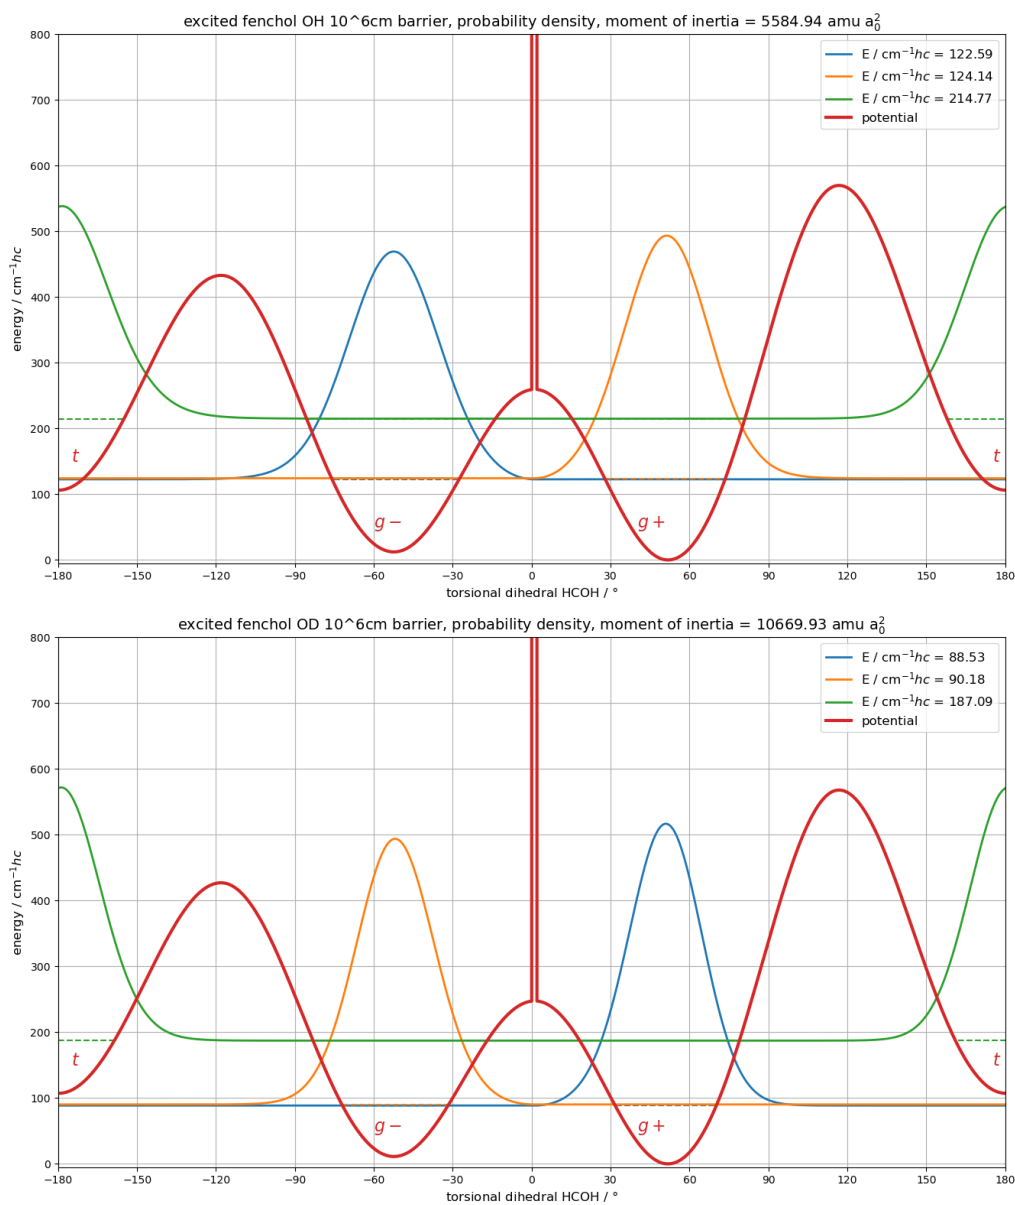 excited fenchol OH 10^6cm barrier, probability density, moment of inertia = 5584.94 amu a₀²
800
700
600
500
400
300
200
100
0
energy / cm⁻¹hc
E / cm⁻¹hc = 122.59
E / cm⁻¹hc = 124.14
E / cm⁻¹hc = 214.77
potential
t
t
g−
g+
−180 −150 −120 −90 −60 −30 0 30 60 90 120 150 180
torsional dihedral HCOH / °
excited fenchol OD 10^6cm barrier, probability density, moment of inertia = 10669.93 amu a₀²
800
700
600
500
400
300
200
100
0
energy / cm⁻¹hc
E / cm⁻¹hc = 88.53
E / cm⁻¹hc = 90.18
E / cm⁻¹hc = 187.09
potential
t
t
g−
g+
−180 −150 −120 −90 −60 −30 0 30 60 90 120 150 180
torsional dihedral HCOH / °